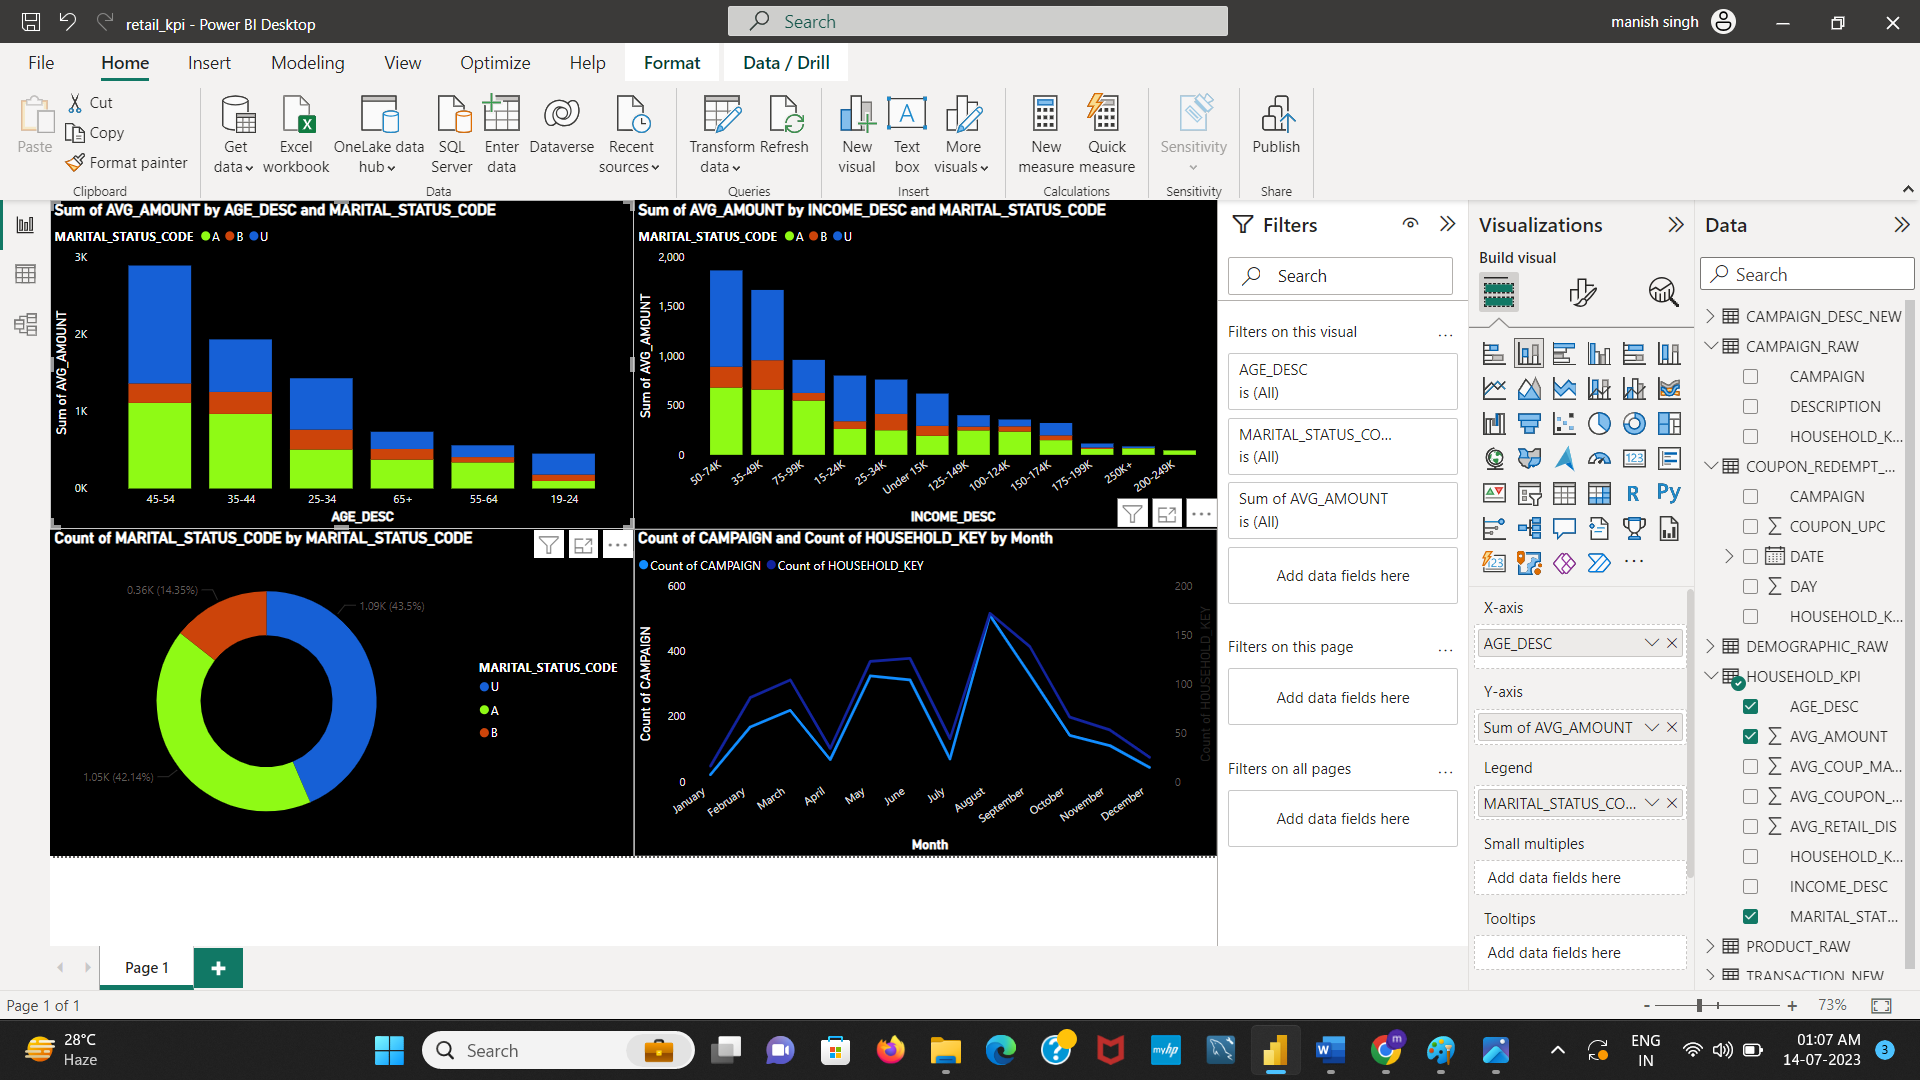 retail_kpi - Power BI Desktop
Search
manish singh
File
Home
Insert
Modeling
View
Optimize
Help
Format
Data / Drill
Paste
Cut
Copy
Format painter
Clipboard
Get data
Excel workbook
OneLake data hub
SQL Server
Enter data
Dataverse
Recent sources
Data
Transform data
Refresh
Queries
New visual
Text box
More visuals
Insert
New measure
Quick measure
Calculations
Sensitivity
Sensitivity
Publish
Share
Sum of AVG_AMOUNT by AGE_DESC and MARITAL_STATUS_CODE
MARITAL_STATUS_CODE A B U
3K
2K
1K
0K
Sum of AVG_AMOUNT
45-54 35-44 25-34 65+ 55-64 19-24
AGE_DESC
Sum of AVG_AMOUNT by INCOME_DESC and MARITAL_STATUS_CODE
MARITAL_STATUS_CODE A B U
2,000
1,500
1,000
500
0
Sum of AVG_AMOUNT
50-74K 35-49K 75-99K 15-24K 25-34K Under 15K 125-149K 100-124K 150-174K 175-199K 250K+ 200-249K
INCOME_DESC
Count of MARITAL_STATUS_CODE by MARITAL_STATUS_CODE
0.36K (14.35%)
1.09K (43.5%)
1.05K (42.14%)
MARITAL_STATUS_CODE
U
A
B
Count of CAMPAIGN and Count of HOUSEHOLD_KEY by Month
Count of CAMPAIGN Count of HOUSEHOLD_KEY
600
400
200
0
Count of CAMPAIGN
200
150
100
50
0
Count of HOUSEHOLD_KEY
January February March April May June July August September October November December
Month
Filters
Search
Filters on this visual
...
AGE_DESC
is (All)
MARITAL_STATUS_CO...
is (All)
Sum of AVG_AMOUNT
is (All)
Add data fields here
Filters on this page
...
Add data fields here
Filters on all pages
...
Add data fields here
Visualizations
Build visual
123
R
Py
123
...
X-axis
AGE_DESC
Y-axis
Sum of AVG_AMOUNT
Legend
MARITAL_STATUS_CO...
Small multiples
Add data fields here
Tooltips
Add data fields here
Data
Search
CAMPAIGN_DESC_NEW
CAMPAIGN_RAW
CAMPAIGN
DESCRIPTION
HOUSEHOLD_K...
COUPON_REDEMPT_...
CAMPAIGN
COUPON_UPC
DATE
DAY
HOUSEHOLD_K...
DEMOGRAPHIC_RAW
HOUSEHOLD_KPI
AGE_DESC
AVG_AMOUNT
AVG_COUP_MA...
AVG_COUPON_...
AVG_RETAIL_DIS
HOUSEHOLD_K...
INCOME_DESC
MARITAL_STAT...
PRODUCT_RAW
TRANSACTION_NEW
Page 1
Page 1 of 1
- + 73%
28°C
Haze
Search
myhp
m
ENG
IN
01:07 AM
14-07-2023
3